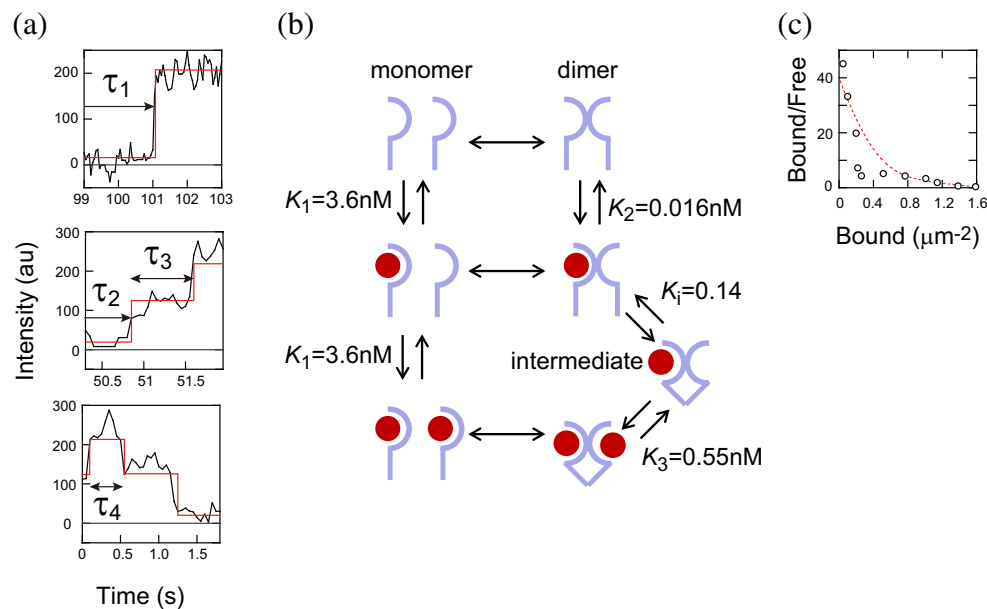 (a)
(b)
(c)
Intensity (au)
200
100
0
τ1
99 100 101 102 103
300
200
100
0
τ2
τ3
50.5 51 51.5
300
200
100
0
τ4
0 0.5 1.0 1.5
Time (s)
monomer
dimer
K1=3.6nM
K2=0.016nM
Ki=0.14
K1=3.6nM
intermediate
K3=0.55nM
Bound/Free
40
20
0
0 0.4 0.8 1.2 1.6
Bound (μm-2)